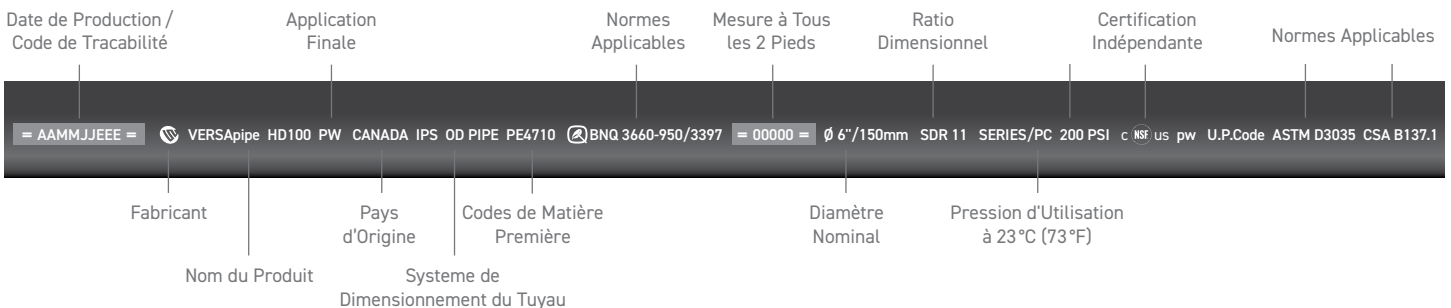 Date de Production /
Code de Tracabilité
Application
Finale
Normes
Applicables
Mesure à Tous
les 2 Pieds
Ratio
Dimensionnel
Certification
Indépendante
Normes Applicables
= AAMMJJEEE = VERSApipe HD100 PW CANADA IPS OD PIPE PE4710 BNQ 3660-950/3397 = 00000 = Ø 6"/150mm SDR 11 SERIES/PC 200 PSI c NSF us pw U.P.Code ASTM D3035 CSA B137.1
Fabricant
Pays
d'Origine
Codes de Matière
Première
Diamètre
Nominal
Pression d'Utilisation
à 23°C (73°F)
Nom du Produit
Systeme de
Dimensionnement du Tuyau